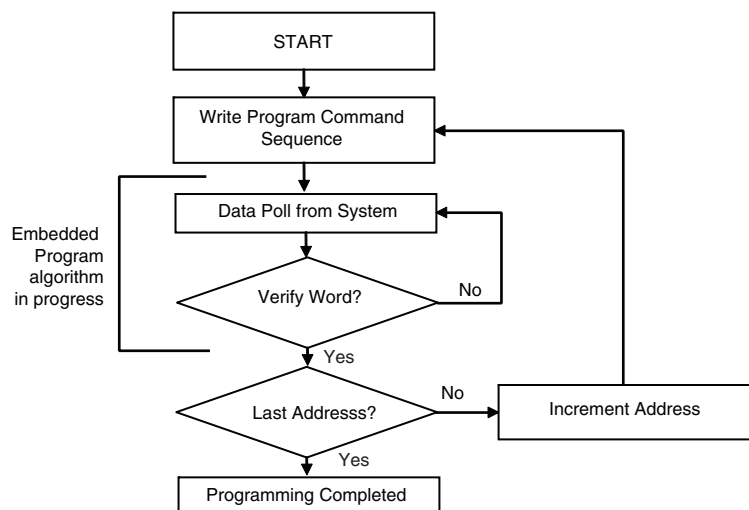 START
Write Program Command
Sequence
Data Poll from System
Embedded
Program
algorithm
in progress
Verify Word?
No
Yes
Last Addresss?
No
Increment Address
Yes
Programming Completed